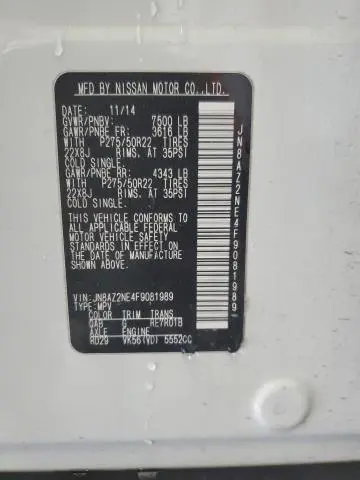 MFD BY NISSAN MOTOR CO.,LTD.
DATE: 11/14
GVWR/PNBV: 7500 LB
GAWR/PNBE FR: 3616 LB
WITH P275/50R22 TIRES
22X8J RIMS, AT 35PSI
COLD SINGLE.
GAWR/PNBE RR: 4343 LB
WITH P275/50R22 TIRES
22X8J RIMS, AT 35PSI
COLD SINGLE.
THIS VEHICLE CONFORMS TO
ALL APPLICABLE FEDERAL
MOTOR VEHICLE SAFETY
STANDARDS IN EFFECT ON
THE DATE OF MANUFACTURE
SHOWN ABOVE.
VIN:JN8AZ2NE4F9081989
TYPE:MPV
COLOR TRIM TRANS
QAB G RE7R01B
AXLE ENGINE
RD29 VK56(VD) 5552CC
JN8AZ2NE4F9081989